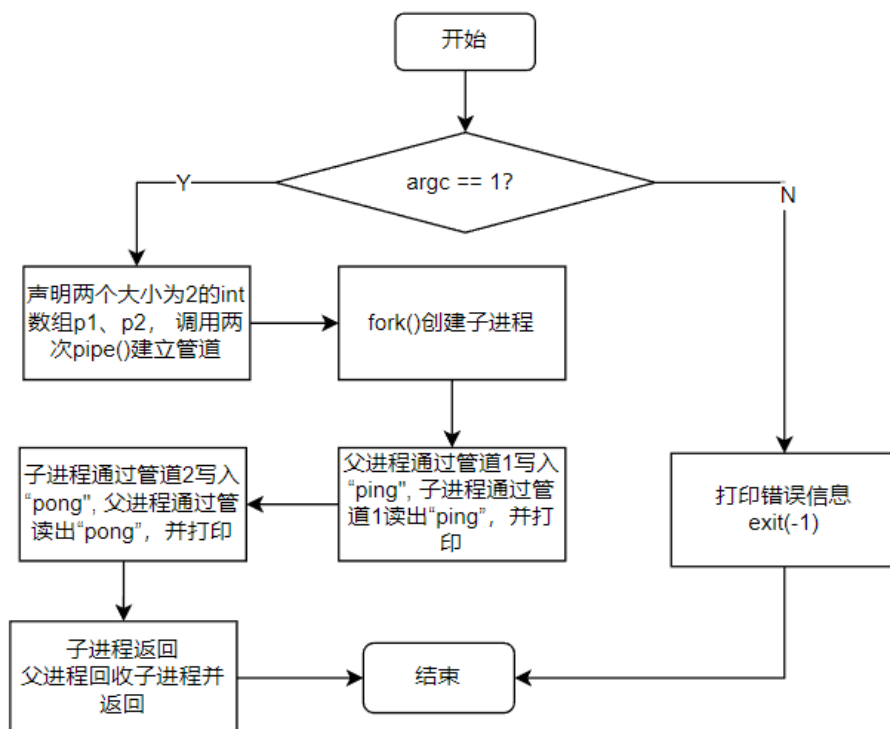 开始
argc == 1?
Y
N
声明两个大小为2的int
数组p1、p2， 调用两
次pipe()建立管道
fork()创建子进程
父进程通过管道1写入
“ping", 子进程通过管
道1读出“ping”，并打
印
子进程通过管道2写入
“pong", 父进程通过管
读出“pong”，并打印
打印错误信息
exit(-1)
子进程返回
父进程回收子进程并
返回
结束